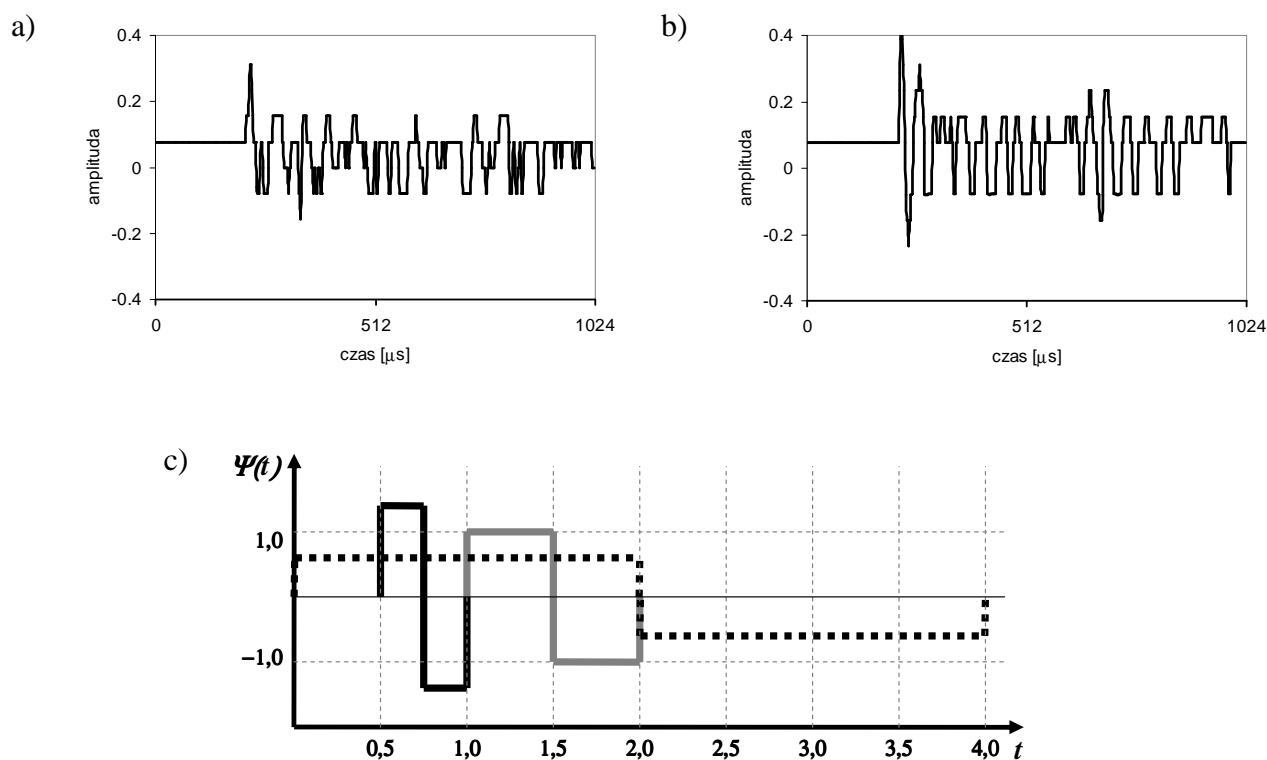 a)
0.4
0.2
0
-0.2
-0.4
amplituda
0 512 1024
czas [μs]
b)
0.4
0.2
0
-0.2
-0.4
amplituda
0 512 1024
czas [μs]
c)
Ψ(t)
1,0
−1,0
0,5 1,0 1,5 2,0 2,5 3,0 3,5 4,0 t